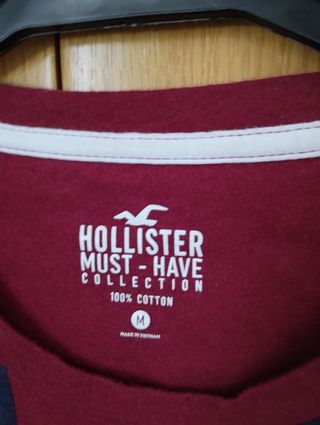 HOLLISTER
MUST - HAVE
COLLECTION
100% COTTON
M
MADE IN VIETNAM